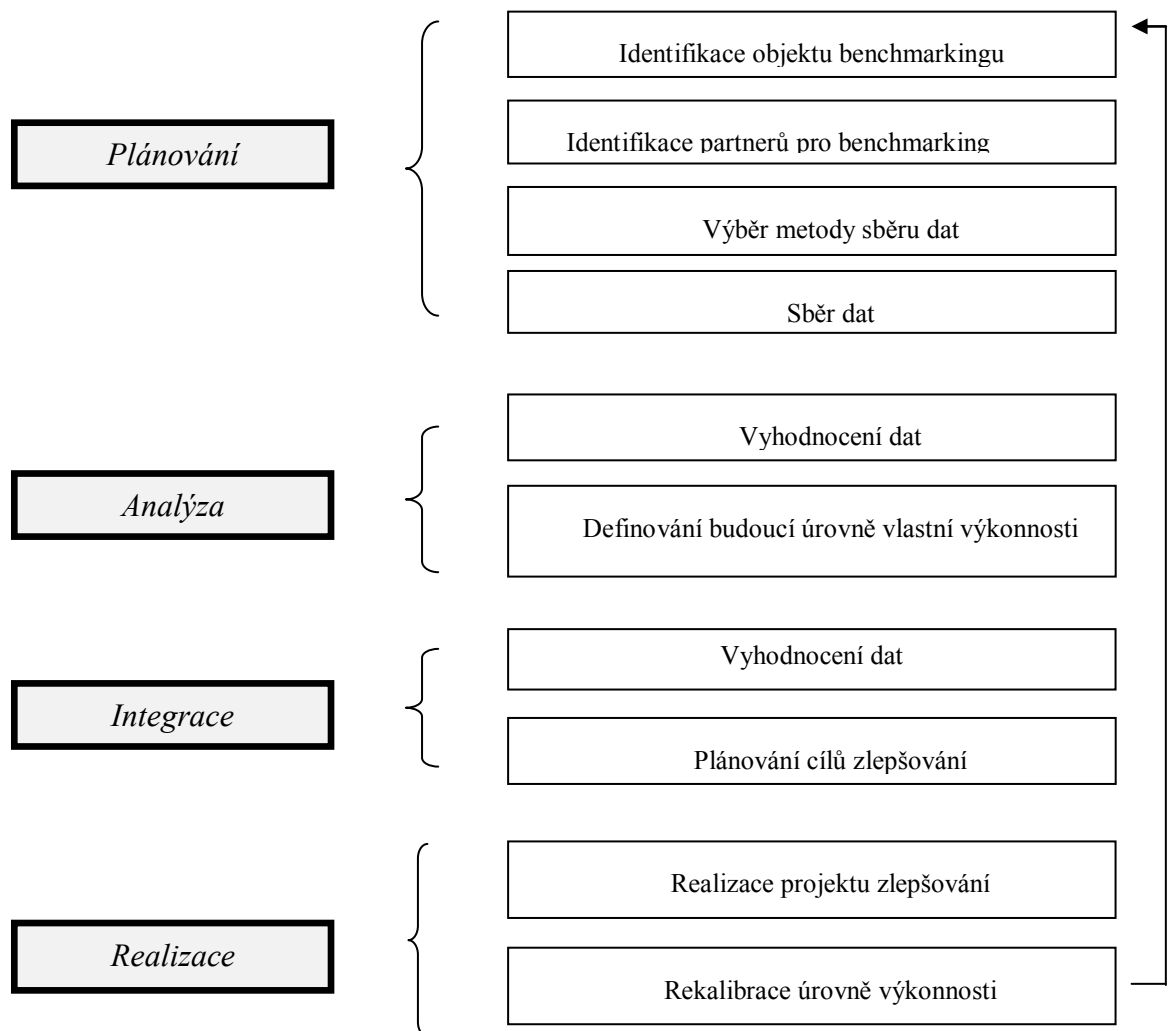 Identifikace objektu benchmarkingu
Plánování
Identifikace partnerů pro benchmarking
Výběr metody sběru dat
Sběr dat
Vyhodnocení dat
Analýza
Definování budoucí úrovně vlastní výkonnosti
Vyhodnocení dat
Integrace
Plánování cílů zlepšování
Realizace projektu zlepšování
Realizace
Rekalibrace úrovně výkonnosti